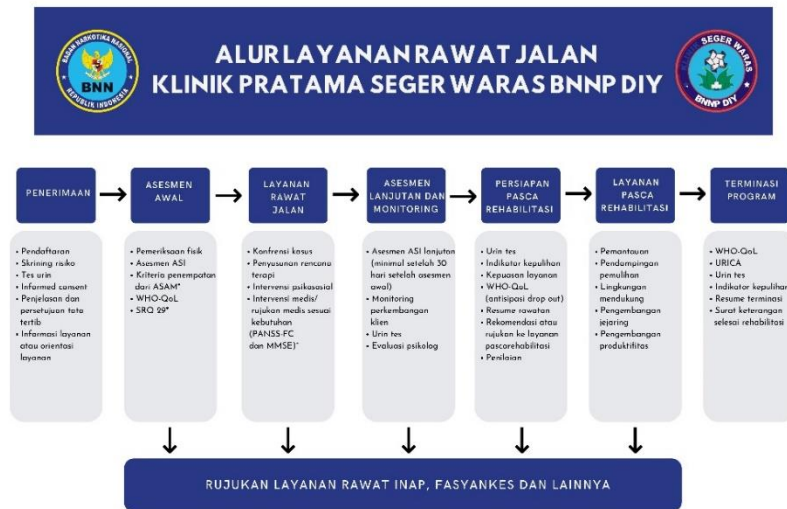 BADAN NARKOTIKA NASIONAL
BNN
REPUBLIK INDONESIA
ALUR LAYANAN RAWAT JALAN
KLINIK PRATAMA SEGER WARAS BNNP DIY
KLINIK SEGER WARAS
BNNP DIY
PENERIMAAN
• Pendaftaran
• Skrining risiko
• Tes urin
• Informed consent
• Penjelasan dan
persetujuan tata
tertib
• Informasi layanan
atau orientasi
layanan
ASESMEN
AWAL
• Pemeriksaan fisik
• Asesmen ASI
• Kriteria penempatan
dari ASAM*
• WHO-QoL
• SRQ 29*
LAYANAN
RAWAT
JALAN
• Konfrensi kasus
• Penyusunan rencana
terapi
• Intervensi psikososial
• Intervensi medis/
rujukan medis sesuai
kebutuhan
(PANSS-FC
dan MMSE)*
ASESMEN
LANJUTAN DAN
MONITORING
• Asesmen ASI lanjutan
(minimal setelah 30
hari setelah asesmen
awal)
• Monitoring
perkembangan
klien
• Urin tes
• Evaluasi psikolog
PERSIAPAN
PASCA
REHABILITASI
• Urin tes
• Indikator kepulihan
• Kepuasan layanan
• WHO-QoL
(antisiposi drop out)
• Resume rawatan
• Rekomendasi atau
rujukan ke layanan
pascarehabilitasi
• Penilaian
LAYANAN
PASCA
REHABILITASI
• Pemantauan
• Pendampingan
pemulihan
• Lingkungan
mendukung
• Pengembangan
jejaring
• Pengembangan
produktifitas
TERMINASI
PROGRAM
• WHO-QoL
• URICA
• Urin tes
• Indikator kepulihan
• Resume terminasi
• Surat keterangan
selesai rehabilitasi
RUJUKAN LAYANAN RAWAT INAP, FASYANKES DAN LAINNYA